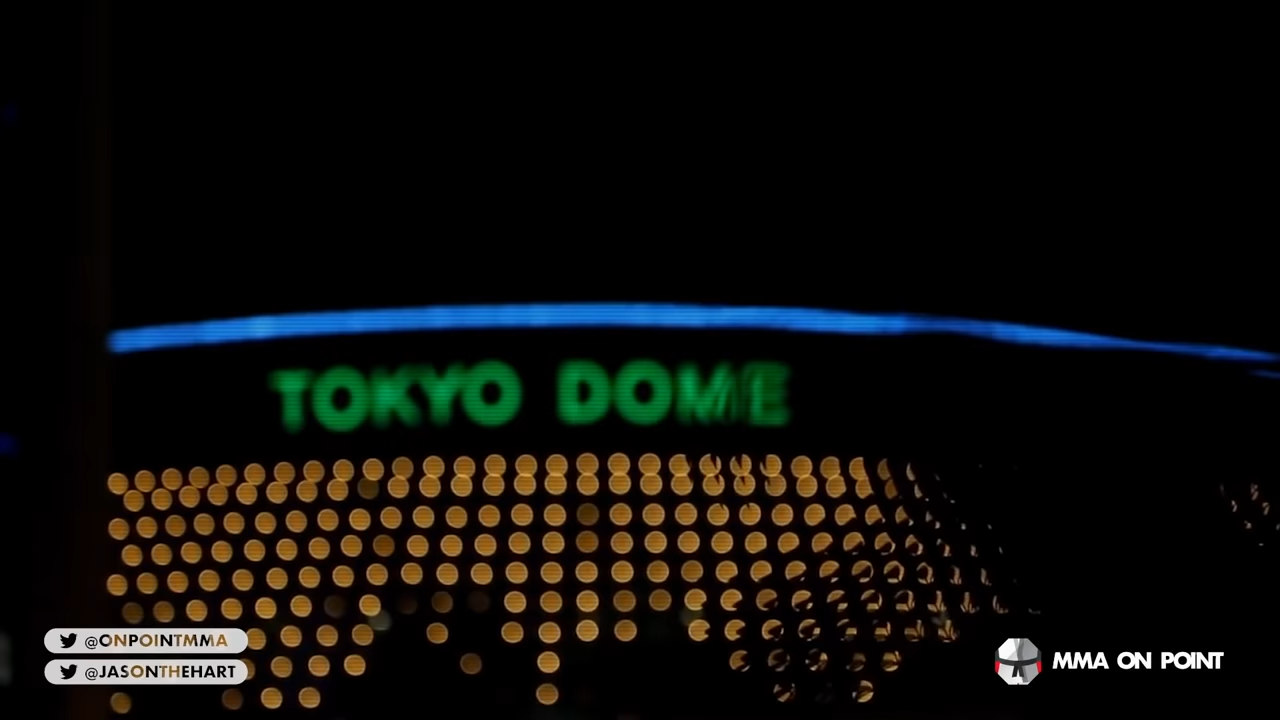 TOKYO DOME
@ONPOINTMMA
@JASONTHEHART
MMA ON POINT